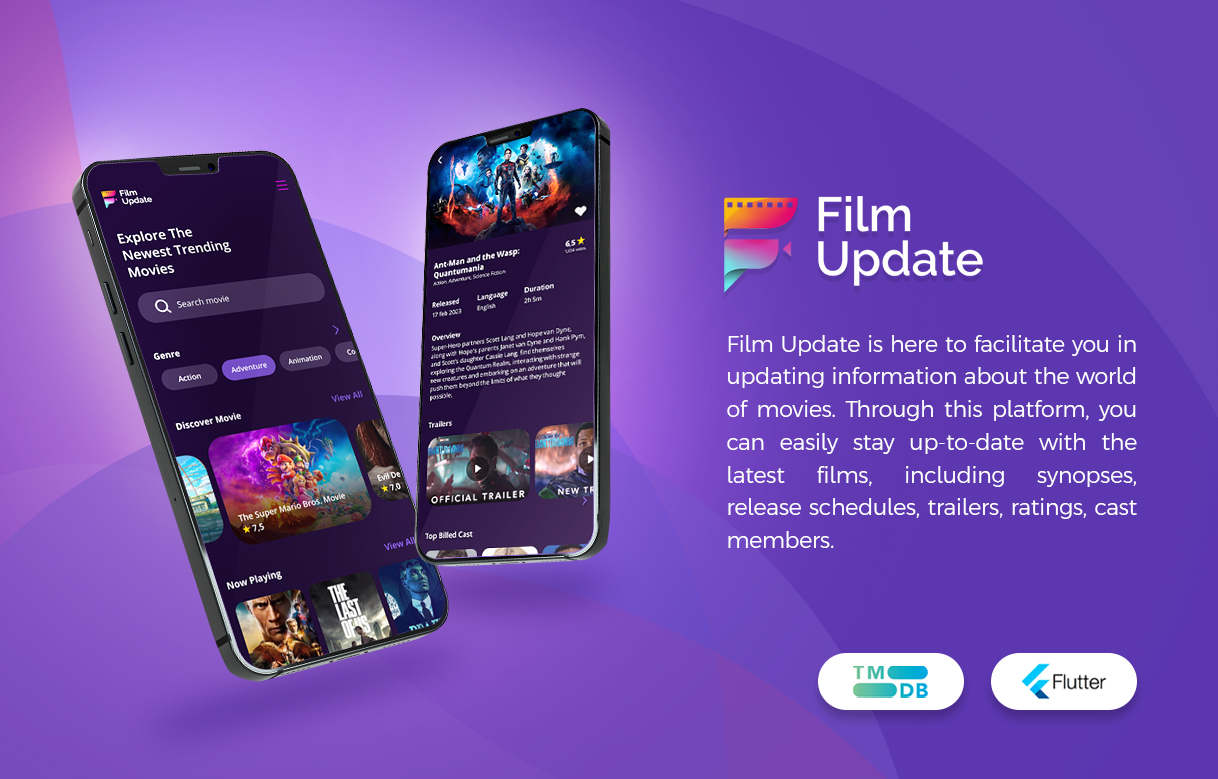 Film
Update
Explore The
Newest Trending
Movies
Search movie
Genre
Action
Adventure
Animation
Co
View All
Discover Movie
The Super Mario Bros. Movie
7,5
Evil De
7,0
View All
Now Playing
THE
LAST
OF US
6,5
Ant-Man and the Wasp:
Quantumania
Action, Adventure, Science Fiction
Released
17 feb 2023
Language
English
Duration
2h 5m
Overview
Super-Hero partners Scott Lang and Hope van Dyne,
along with Hope's parents Janet van Dyne and Hank Pym,
and Scott's daughter Cassie Lang, find themselves
exploring the Quantum Realm, interacting with strange
new creatures and embarking on an adventure that will
push them beyond the limits of what they thought
possible.
Trailers
OFFICIAL TRAILER
NEW TR
Top Billed Cast
Film
Update
Film Update is here to facilitate you in
updating information about the world
of movies. Through this platform, you
can easily stay up-to-date with the
latest films, including synopses,
release schedules, trailers, ratings, cast
members.
TM
DB
Flutter